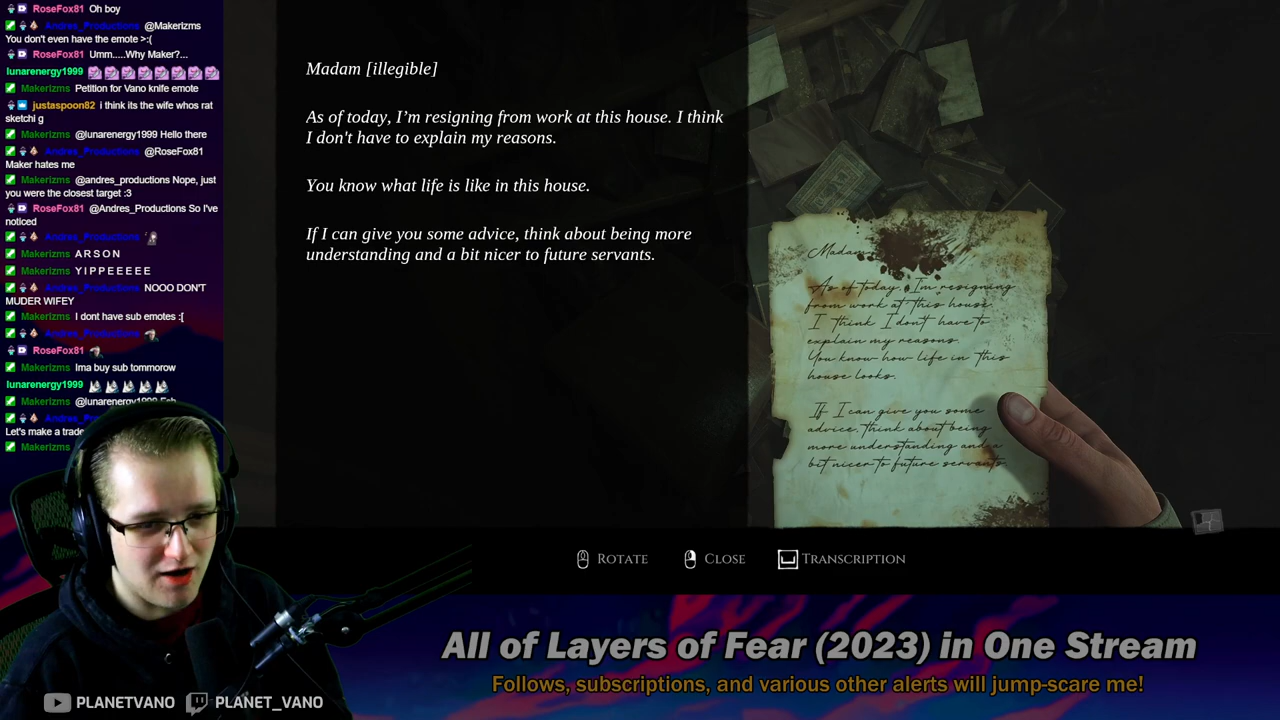 RoseFox81 Oh boy
Andres_Productions @Makerizms
You don't even have the emote >:(
RoseFox81 Umm.....Why Maker?...
lunarenergy1999
Makerizms Petition for Vano knife emote
justaspoon82 i think its the wife whos rat
sketchi g
Makerizms @lunarenergy1999 Hello there
Andres_Productions @RoseFox81
Maker hates me
Makerizms @andres_productions Nope, just
you were the closest target :3
RoseFox81 @Andres_Productions So I've
noticed
Andres_Productions
Makerizms A R S O N
Makerizms Y I P P E E E E E
Andres_Productions NOOO DON'T
MUDER WIFEY
Makerizms I dont have sub emotes :[
Andres_Productions
RoseFox81
Makerizms Ima buy sub tommorow
lunarenergy1999
Makerizms @lunarenergy1999
Let's make a trade
Makerizms
Madam [illegible]
As of today, I’m resigning from work at this house. I think
I don't have to explain my reasons.
You know what life is like in this house.
If I can give you some advice, think about being more
understanding and a bit nicer to future servants.
Madam
As of today, I'm resigning
from work at this house.
I think I don't have to
explain my reasons.
You know how life in this
house looks.
If I can give you some
advice, think about being
more understanding and a
bit nicer to future servants
Rotate
Close
Transcription
All of Layers of Fear (2023) in One Stream
Follows, subscriptions, and various other alerts will jump-scare me!
PLANETVANO
PLANET_VANO